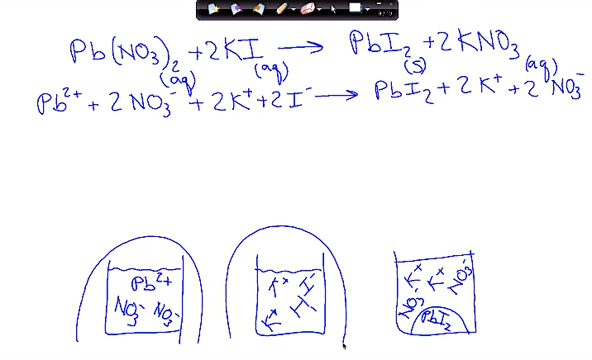 Pb(NO₃)₂ + 2KI → PbI₂ + 2KNO₃
(aq) (aq) (s) (aq)
Pb²⁺ + 2NO₃⁻ + 2K⁺ + 2I⁻ → PbI₂ + 2K⁺ + 2NO₃⁻
Pb²⁺
NO₃⁻ NO₃⁻
K⁺ I⁻
K⁺ I⁻
K⁺ K⁺ NO₃⁻
NO₃⁻ PbI₂